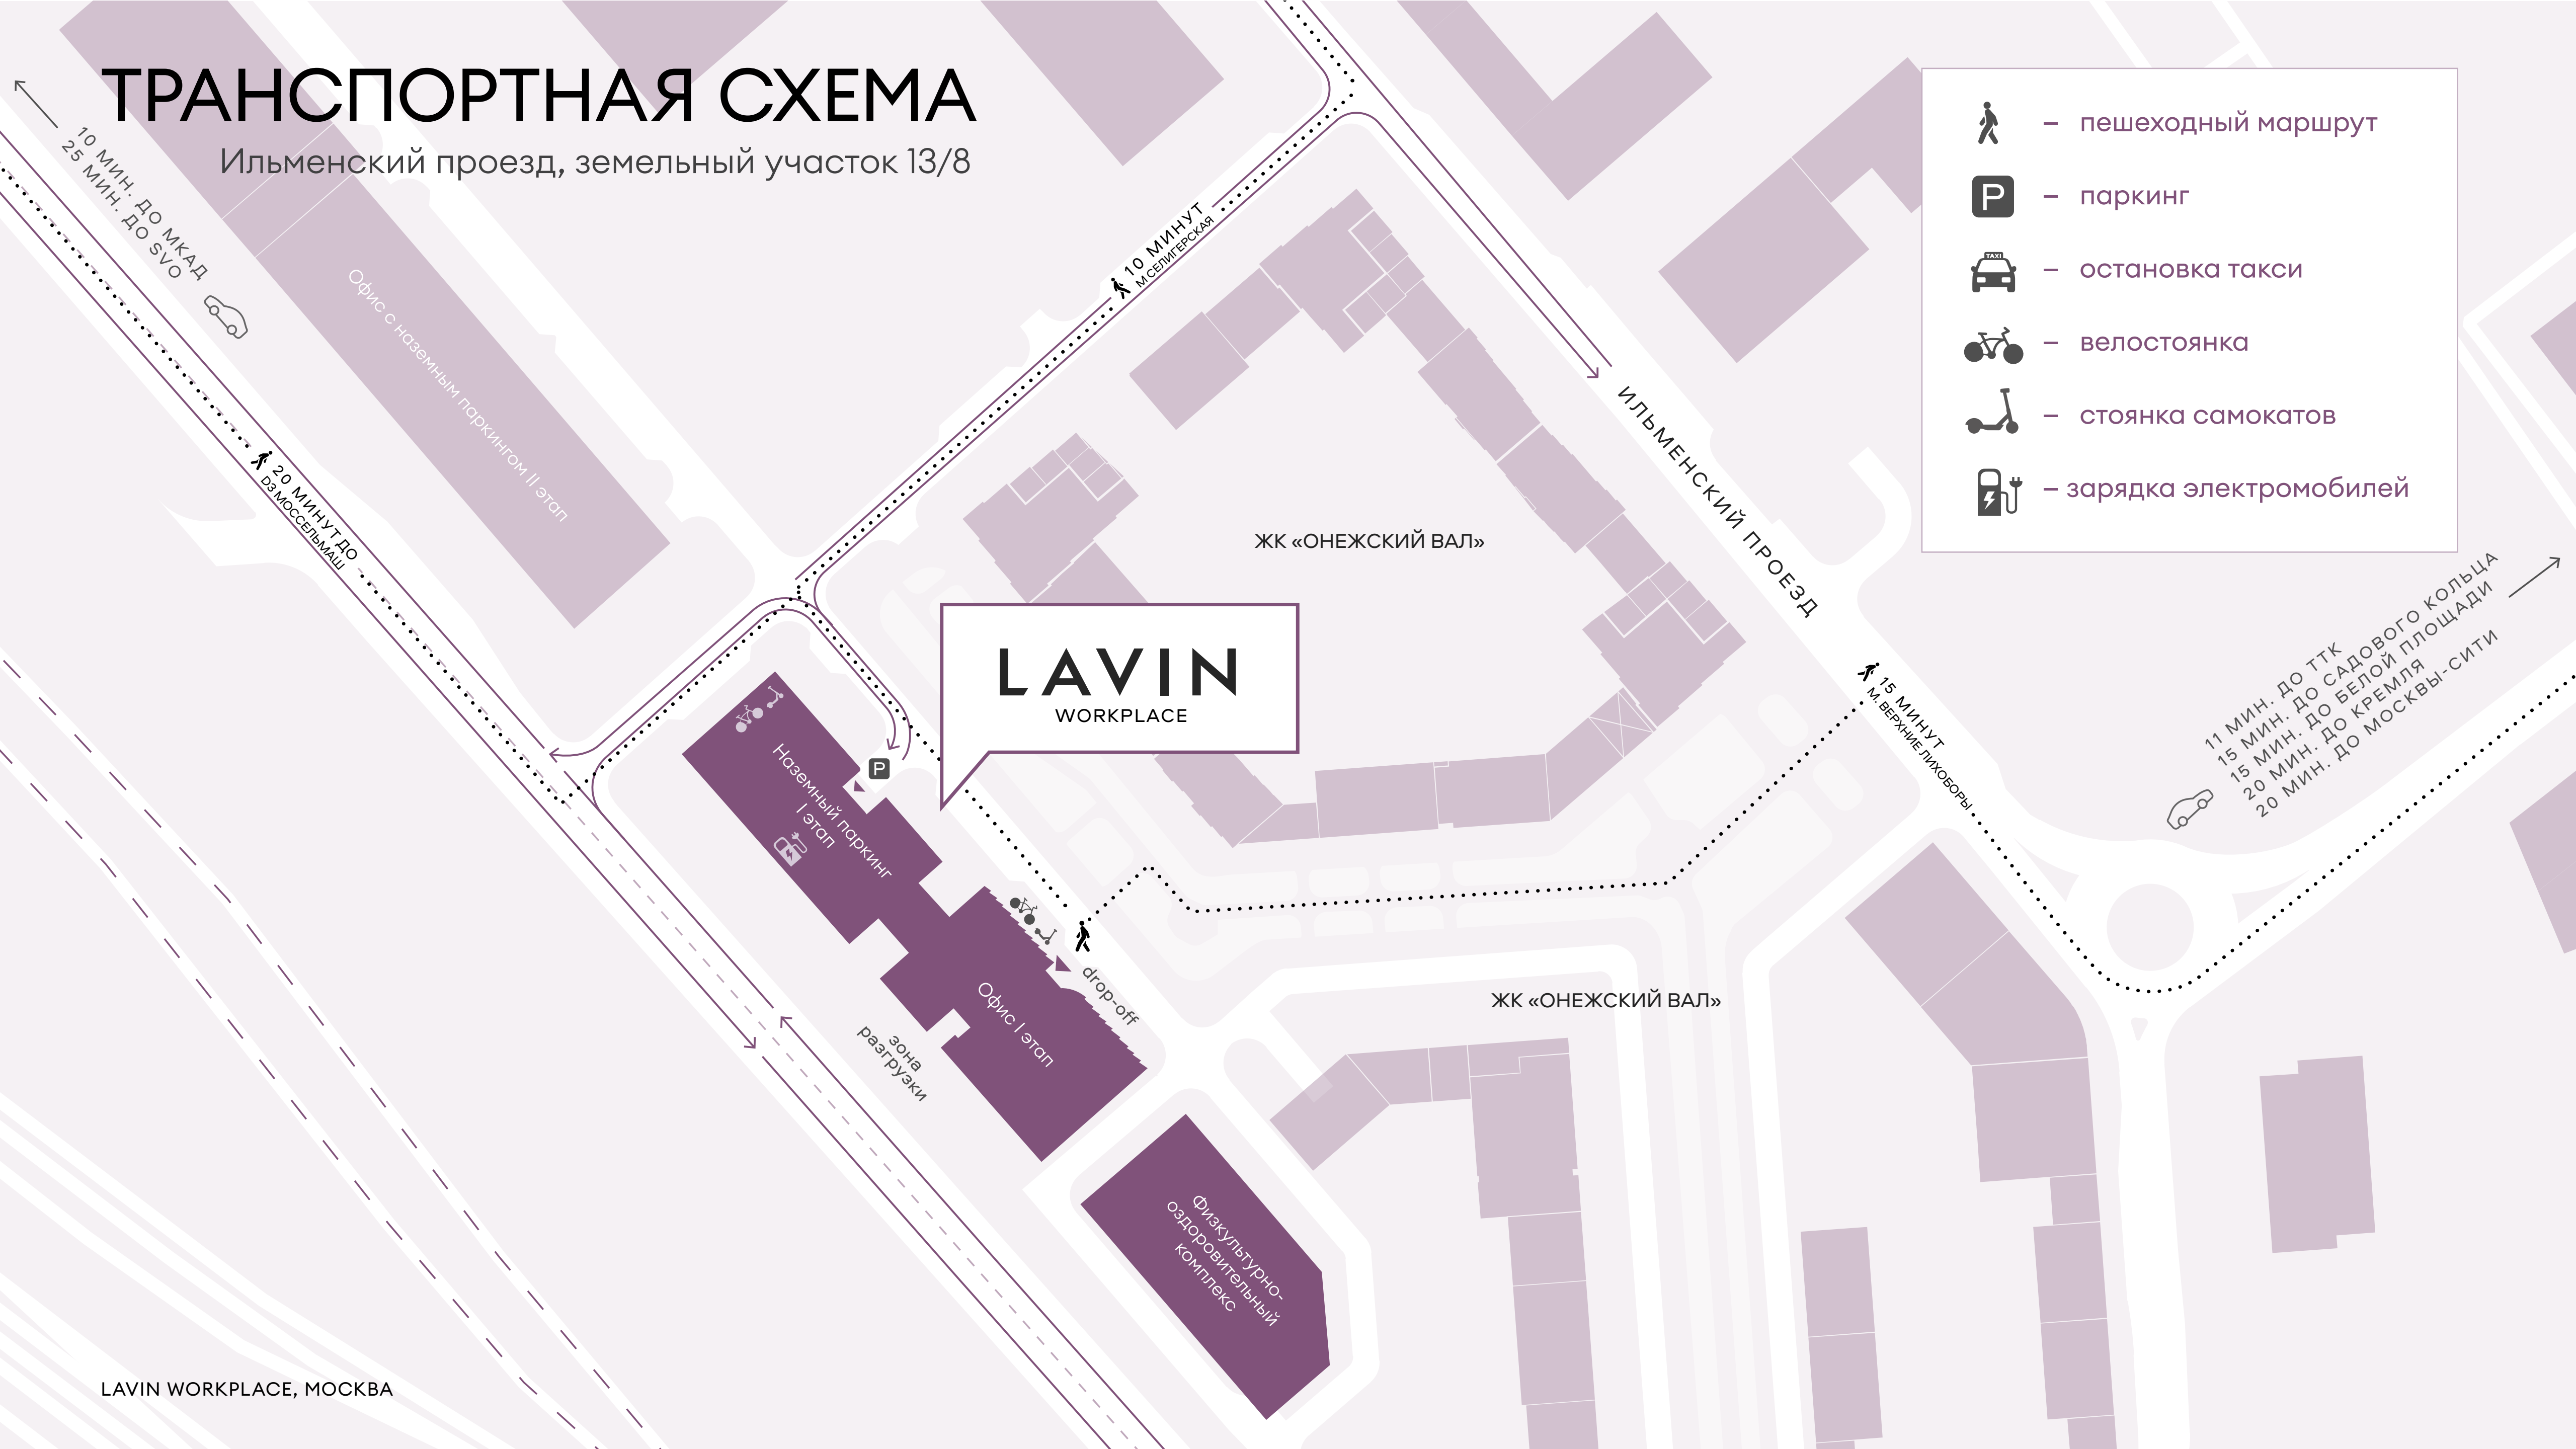 ТРАНСПОРТНАЯ СХЕМА
Ильменский проезд, земельный участок 13/8
10 МИН. ДО МКАД
25 МИН. ДО SVO
Офис с наземным паркингом II этап
20 МИНУТ ДО
D3 МОССЕЛЬМАШ
10 МИНУТ
М СЕЛИГЕРСКАЯ
ИЛЬМЕНСКИЙ ПРОЕЗД
– пешеходный маршрут
P – паркинг
TAXI – остановка такси
– велостоянка
– стоянка самокатов
– зарядка электромобилей
ЖК «ОНЕЖСКИЙ ВАЛ»
LAVIN
WORKPLACE
15 МИНУТ
М. ВЕРХНИЕ ЛИХОБОРЫ
11 МИН. ДО ТТК
15 МИН. ДО САДОВОГО КОЛЬЦА
15 МИН. ДО БЕЛОЙ ПЛОЩАДИ
20 МИН. ДО КРЕМЛЯ
20 МИН. ДО МОСКВЫ-СИТИ
P
Наземный паркинг
I этап
Офис I этап
drop-off
зона
разгрузки
ЖК «ОНЕЖСКИЙ ВАЛ»
Физкультурно-
оздоровительный
комплекс
LAVIN WORKPLACE, МОСКВА